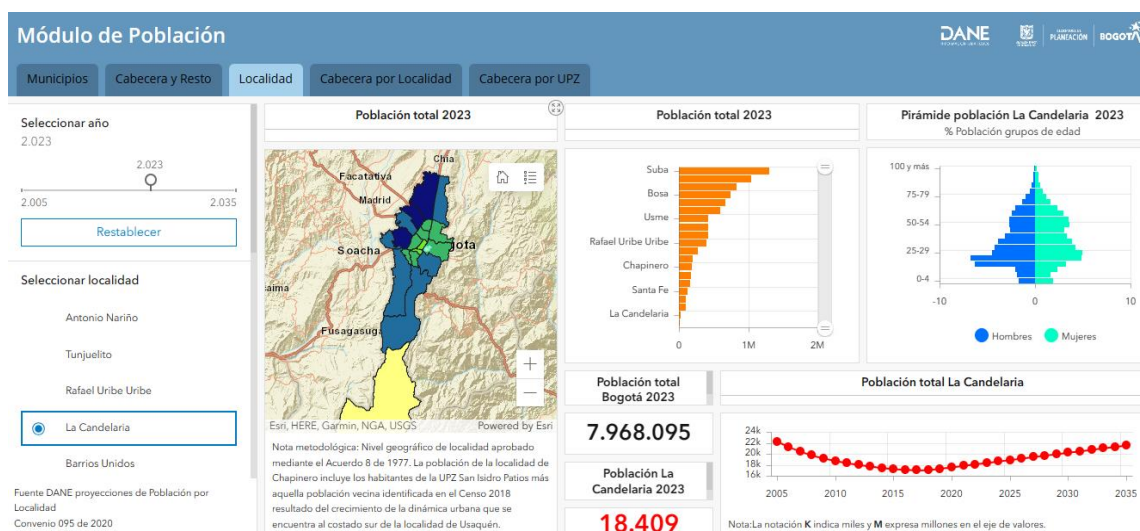 Módulo de Población
DANE
PLANEACIÓN
BOGOTÁ
Municipios
Cabecera y Resto
Localidad
Cabecera por Localidad
Cabecera por UPZ
Seleccionar año
2.023
2.023
2.005
2.035
Restablecer
Seleccionar localidad
Antonio Nariño
Tunjuelito
Rafael Uribe Uribe
La Candelaria
Barrios Unidos
Fuente DANE proyecciones de Población por
Localidad
Convenio 095 de 2020
Población total 2023
Chia
Facatativa
Madrid
Soacha
gota
aima
Fusagasuga
Esri, HERE, Garmin, NGA, USGS
Powered by Esri
Nota metodológica: Nivel geográfico de localidad aprobado
mediante el Acuerdo 8 de 1977. La población de la localidad de
Chapinero incluye los habitantes de la UPZ San Isidro Patios más
aquella población vecina identificada en el Censo 2018
resultado del crecimiento de la dinámica urbana que se
encuentra al costado sur de la localidad de Usaquén.
Población total 2023
Suba
Bosa
Usme
Rafael Uribe Uribe
Chapinero
Santa Fe
La Candelaria
0 1M 2M
Pirámide población La Candelaria 2023
% Población grupos de edad
100 y más
75-79
50-54
25-29
0-4
-10 0 10
Hombres Mujeres
Población total
Bogotá 2023
7.968.095
Población La
Candelaria 2023
18.409
Población total La Candelaria
24k
22k
20k
18k
16k
2005 2010 2015 2020 2025 2030 2035
Nota:La notación K indica miles y M expresa millones en el eje de valores.